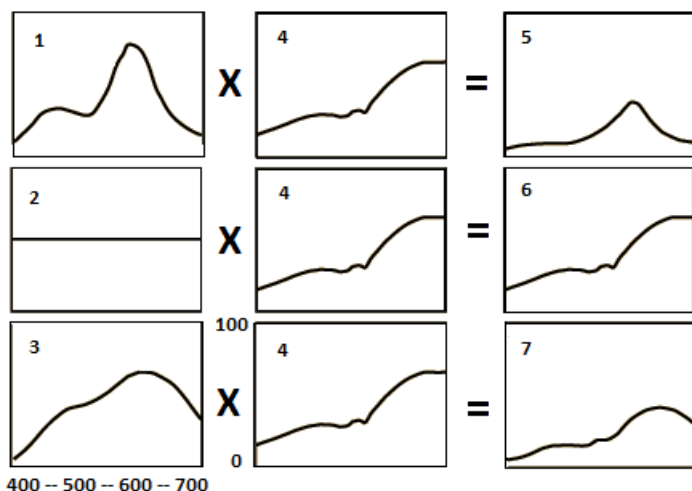 1 X 4 = 5
2 X 4 = 6
3 X 4 = 7
100
0
400 -- 500 -- 600 -- 700